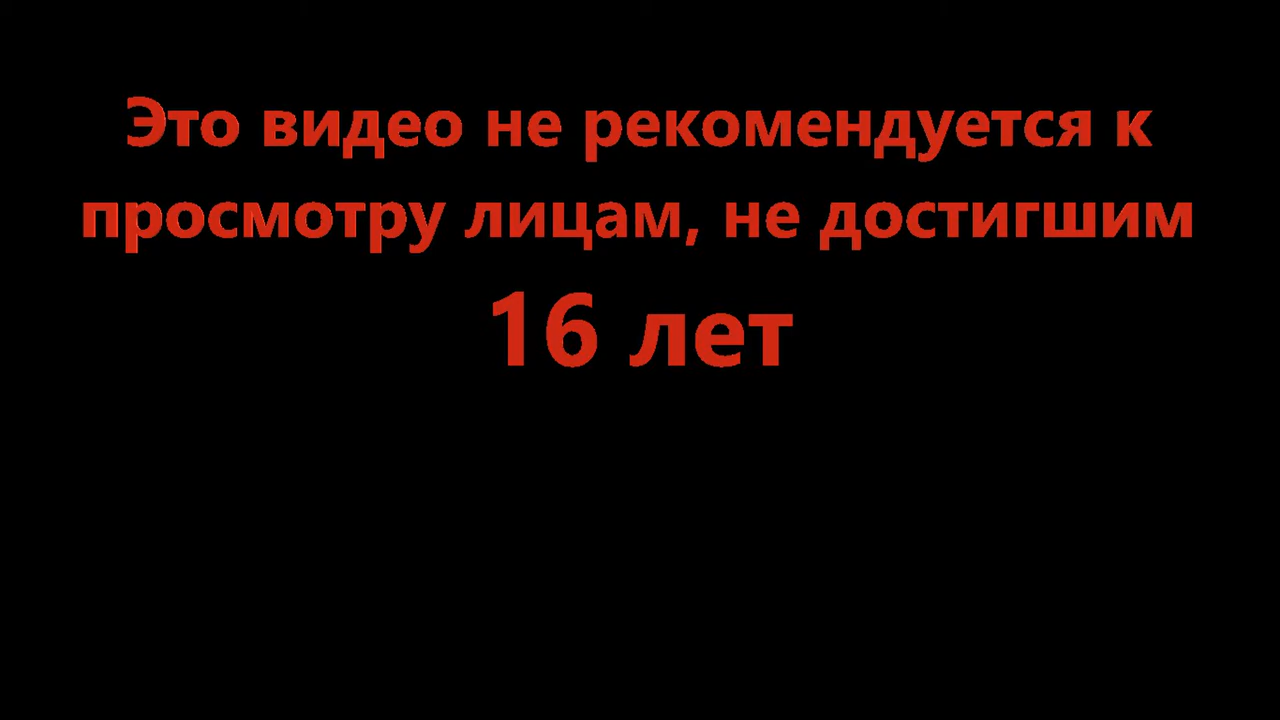 Это видео не рекомендуется к
просмотру лицам, не достигшим
16 лет